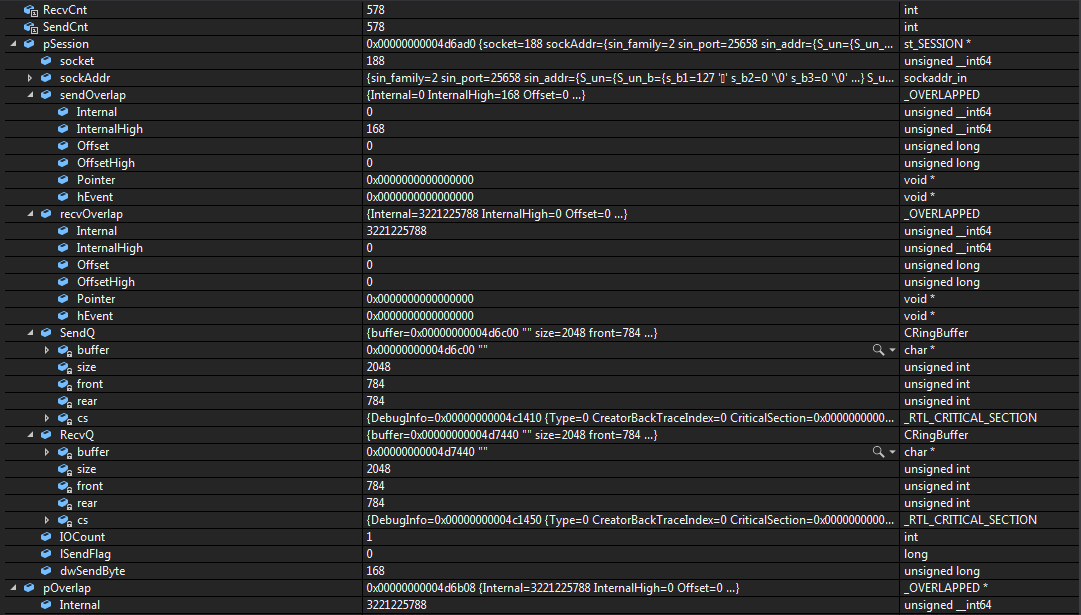 RecvCnt 578 int
SendCnt 578 int
pSession 0x00000000004d6ad0 {socket=188 sockAddr={sin_family=2 sin_port=25658 sin_addr={S_un={S_un_... st_SESSION *
socket 188 unsigned __int64
sockAddr {sin_family=2 sin_port=25658 sin_addr={S_un={S_un_b={s_b1=127 '▯' s_b2=0 '\0' s_b3=0 '\0' ...} S_u... sockaddr_in
sendOverlap {Internal=0 InternalHigh=168 Offset=0 ...} _OVERLAPPED
Internal 0 unsigned __int64
InternalHigh 168 unsigned __int64
Offset 0 unsigned long
OffsetHigh 0 unsigned long
Pointer 0x0000000000000000 void *
hEvent 0x0000000000000000 void *
recvOverlap {Internal=3221225788 InternalHigh=0 Offset=0 ...} _OVERLAPPED
Internal 3221225788 unsigned __int64
InternalHigh 0 unsigned __int64
Offset 0 unsigned long
OffsetHigh 0 unsigned long
Pointer 0x0000000000000000 void *
hEvent 0x0000000000000000 void *
SendQ {buffer=0x00000000004d6c00 "" size=2048 front=784 ...} CRingBuffer
buffer 0x00000000004d6c00 "" char *
size 2048 unsigned int
front 784 unsigned int
rear 784 unsigned int
cs {DebugInfo=0x00000000004c1410 {Type=0 CreatorBackTraceIndex=0 CriticalSection=0x0000000000... _RTL_CRITICAL_SECTION
RecvQ {buffer=0x00000000004d7440 "" size=2048 front=784 ...} CRingBuffer
buffer 0x00000000004d7440 "" char *
size 2048 unsigned int
front 784 unsigned int
rear 784 unsigned int
cs {DebugInfo=0x00000000004c1450 {Type=0 CreatorBackTraceIndex=0 CriticalSection=0x0000000000... _RTL_CRITICAL_SECTION
IOCount 1 int
lSendFlag 0 long
dwSendByte 168 unsigned long
pOverlap 0x00000000004d6b08 {Internal=3221225788 InternalHigh=0 Offset=0 ...} _OVERLAPPED *
Internal 3221225788 unsigned __int64